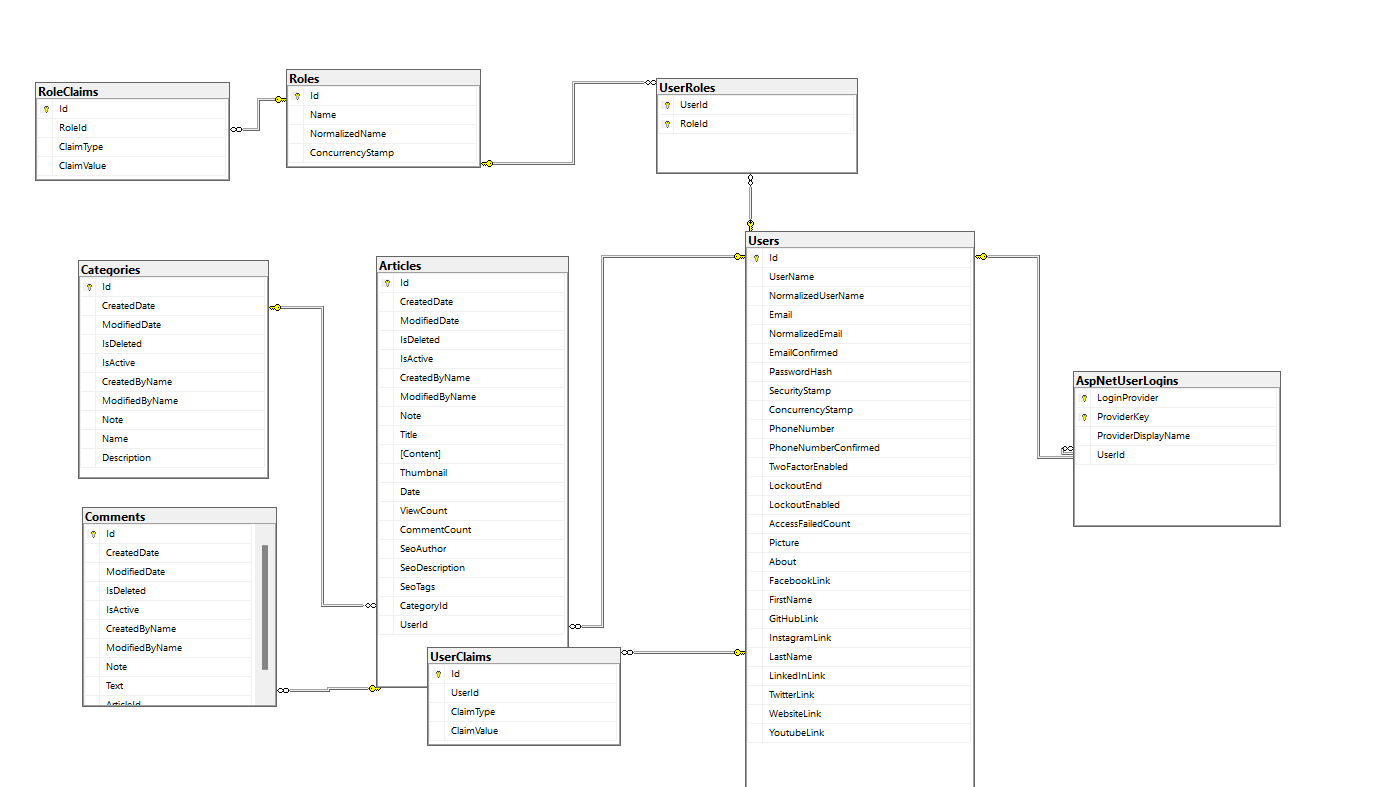 RoleClaims
Id
RoleId
ClaimType
ClaimValue
Roles
Id
Name
NormalizedName
ConcurrencyStamp
UserRoles
UserId
RoleId
Categories
Id
CreatedDate
ModifiedDate
IsDeleted
IsActive
CreatedByName
ModifiedByName
Note
Name
Description
Articles
Id
CreatedDate
ModifiedDate
IsDeleted
IsActive
CreatedByName
ModifiedByName
Note
Title
[Content]
Thumbnail
Date
ViewCount
CommentCount
SeoAuthor
SeoDescription
SeoTags
CategoryId
UserId
Users
Id
UserName
NormalizedUserName
Email
NormalizedEmail
EmailConfirmed
PasswordHash
SecurityStamp
ConcurrencyStamp
PhoneNumber
PhoneNumberConfirmed
TwoFactorEnabled
LockoutEnd
LockoutEnabled
AccessFailedCount
Picture
About
FacebookLink
FirstName
GitHubLink
InstagramLink
LastName
LinkedInLink
TwitterLink
WebsiteLink
YoutubeLink
AspNetUserLogins
LoginProvider
ProviderKey
ProviderDisplayName
UserId
Comments
Id
CreatedDate
ModifiedDate
IsDeleted
IsActive
CreatedByName
ModifiedByName
Note
Text
ArticleId
UserClaims
Id
UserId
ClaimType
ClaimValue